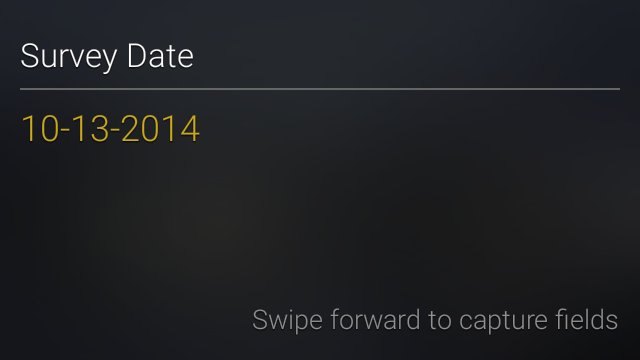 Survey Date
10-13-2014
Swipe forward to capture fields